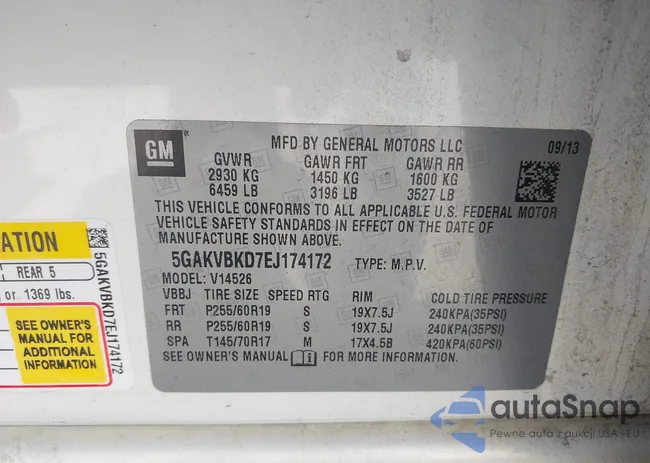 GM
MFD BY GENERAL MOTORS LLC
09/13
GVWR GAWR FRT GAWR RR
2930 KG 1450 KG 1600 KG
6459 LB 3196 LB 3527 LB
THIS VEHICLE CONFORMS TO ALL APPLICABLE U.S. FEDERAL MOTOR
VEHICLE SAFETY STANDARDS IN EFFECT ON THE DATE OF
MANUFACTURE SHOWN ABOVE.
5GAKVBKD7EJ174172 TYPE: M.P.V.
MODEL: V14526
VBBJ TIRE SIZE SPEED RTG RIM COLD TIRE PRESSURE
FRT P255/60R19 S 19X7.5J 240KPA(35PSI)
RR P255/60R19 S 19X7.5J 240KPA(35PSI)
SPA T145/70R17 M 17X4.5B 420KPA(60PSI)
SEE OWNER'S MANUAL FOR MORE INFORMATION.
ATION
REAR 5
or 1369 lbs.
SEE OWNER'S
MANUAL FOR
ADDITIONAL
INFORMATION
5GAKVBKD7EJ174172
autaSnap
Pewne auta z aukcji USA - EU